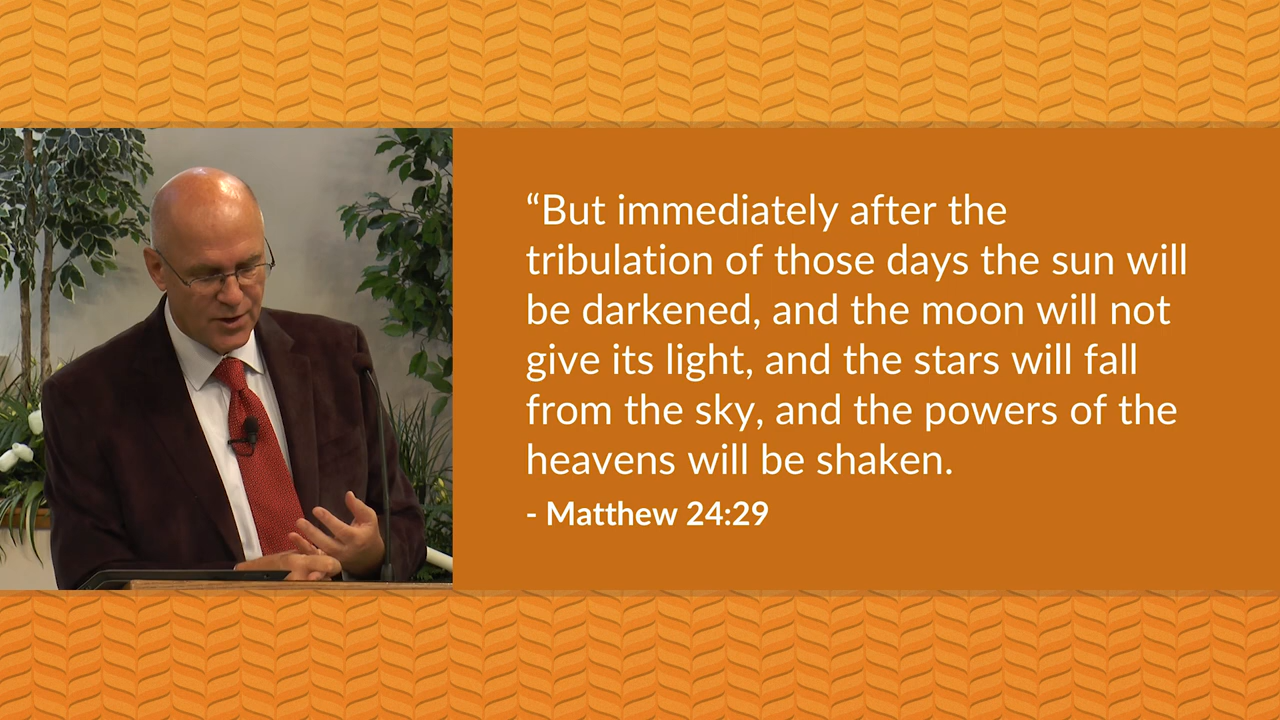 “But immediately after the
tribulation of those days the sun will
be darkened, and the moon will not
give its light, and the stars will fall
from the sky, and the powers of the
heavens will be shaken.
- Matthew 24:29